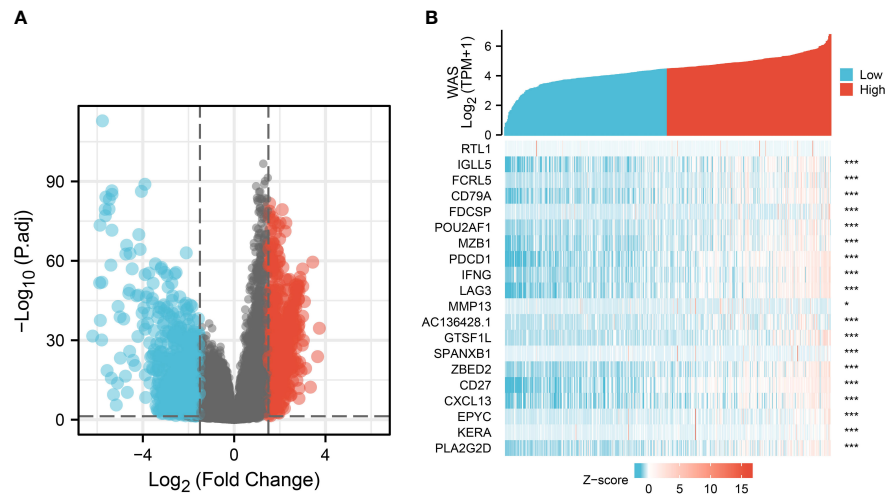 A
−Log10 (P.adj)
90
60
30
0
−4
0
4
Log2 (Fold Change)
B
WAS
Log2 (TPM+1)
6
4
2
0
Low
High
RTL1
IGLL5 ***
FCRL5 ***
CD79A ***
FDCSP ***
POU2AF1 ***
MZB1 ***
PDCD1 ***
IFNG ***
LAG3 ***
MMP13 *
AC136428.1 ***
GTSF1L ***
SPANXB1 ***
ZBED2 ***
CD27 ***
CXCL13 ***
EPYC ***
KERA ***
PLA2G2D ***
Z−score
0 5 10 15